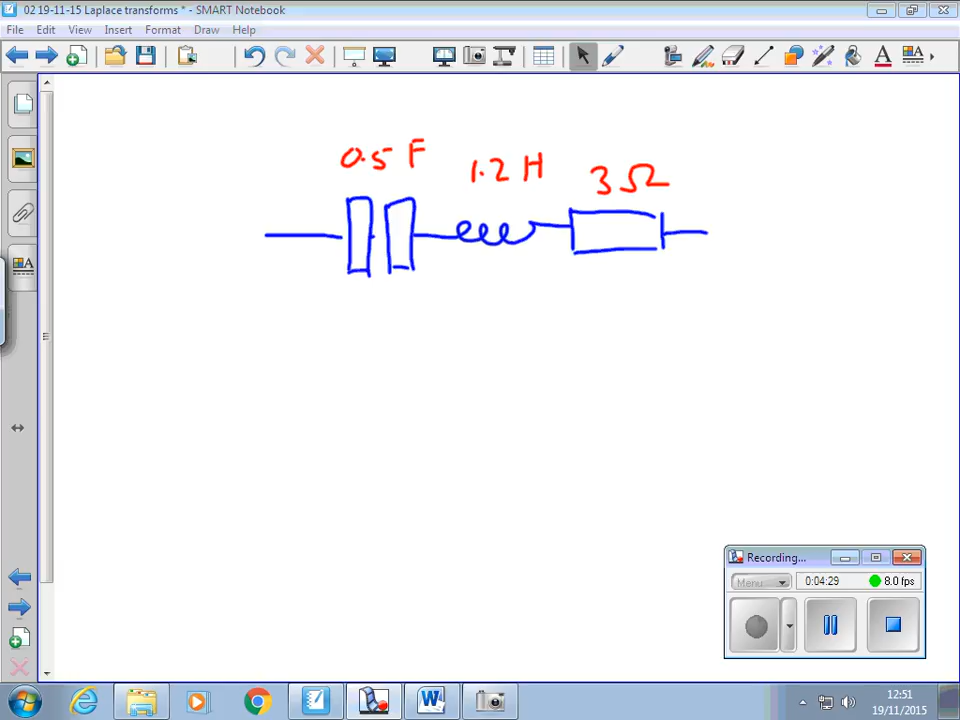 02 19-11-15 Laplace transforms * - SMART Notebook
File Edit View Insert Format Draw Help
0.5 F 1.2 H 3 Ω
Recording...
Menu 0:04:29 8.0 fps
12:51
19/11/2015